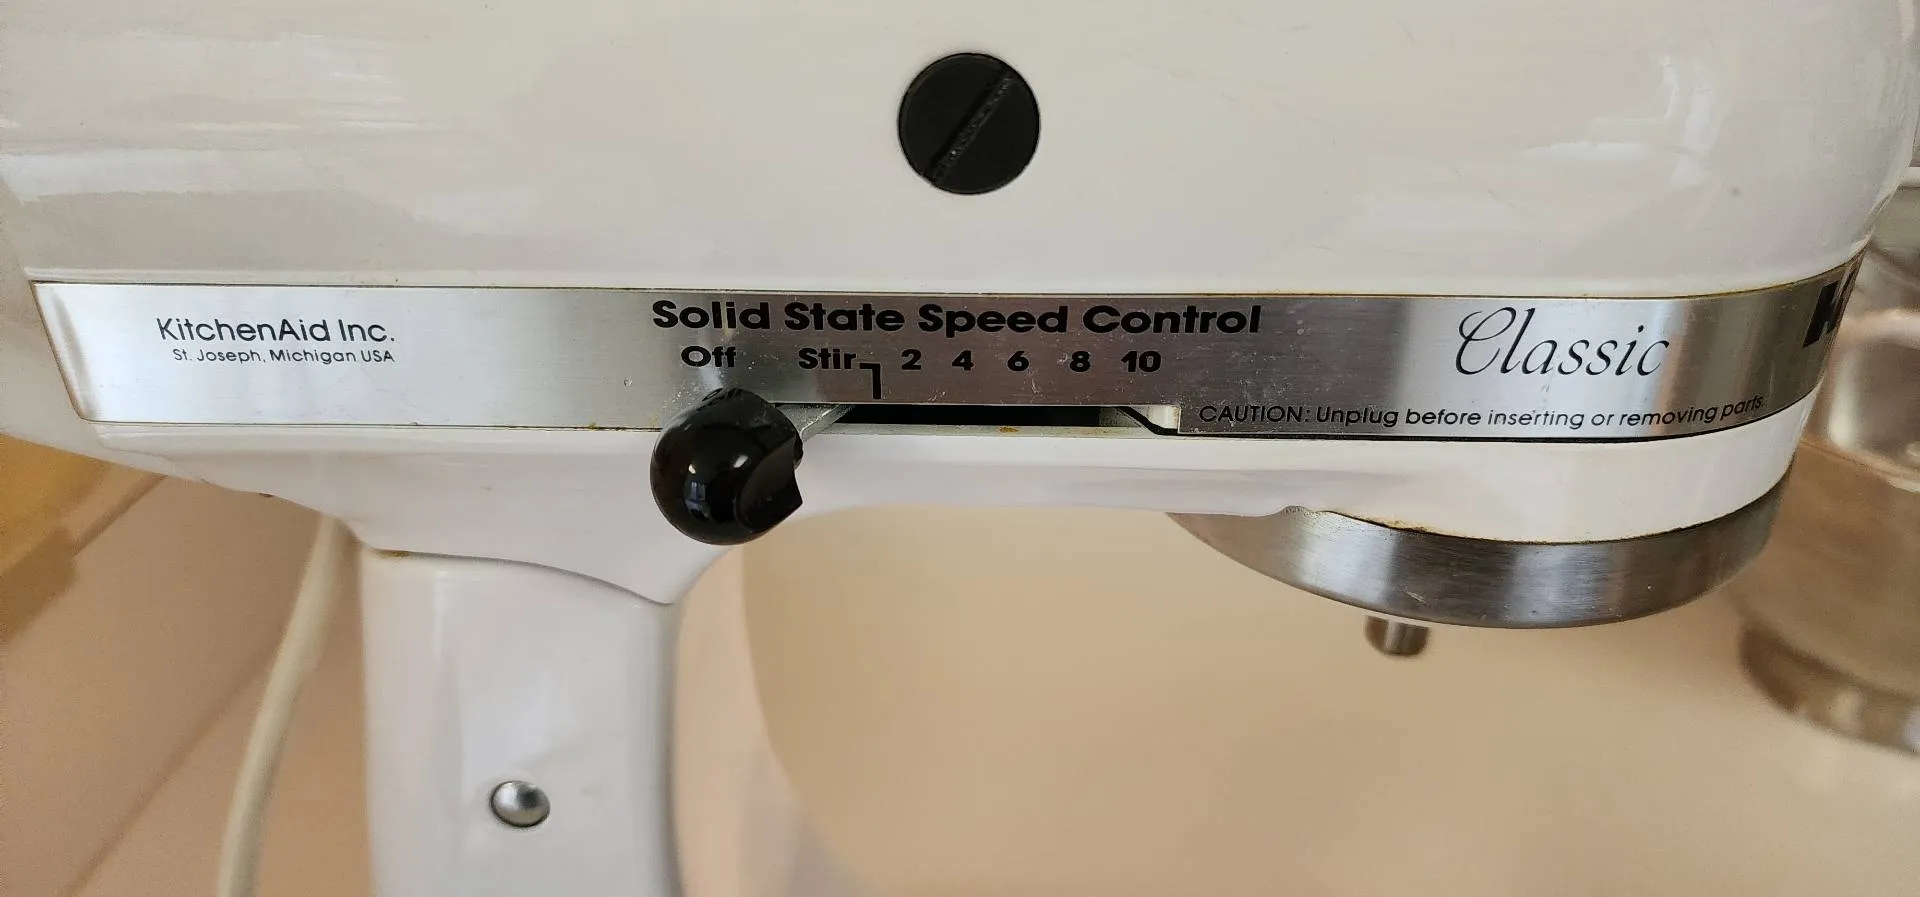 Solid State Speed Control
KitchenAid Inc.
St. Joseph, Michigan USA
Off Stir 2 4 6 8 10
Classic
CAUTION: Unplug before inserting or removing parts.